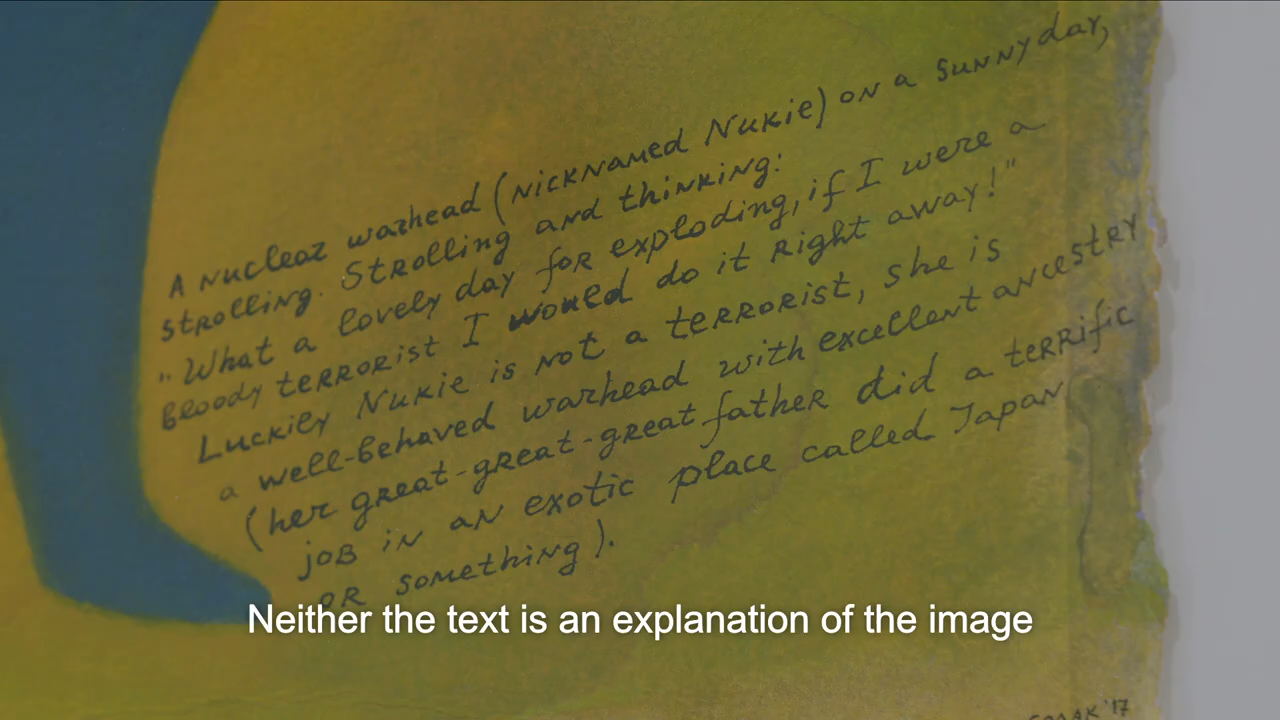 A nuclear warhead (nicknamed Nukie) on a sunny day,
strolling. Strolling and thinking:
"What a lovely day for exploding, if I were a
bloody terrorist I would do it right away!"
Luckily Nukie is not a terrorist, she is
a well-behaved warhead with excellent ancestry
(her great-great-great father did a terrific
job in an exotic place called Japan
or something).
Neither the text is an explanation of the image